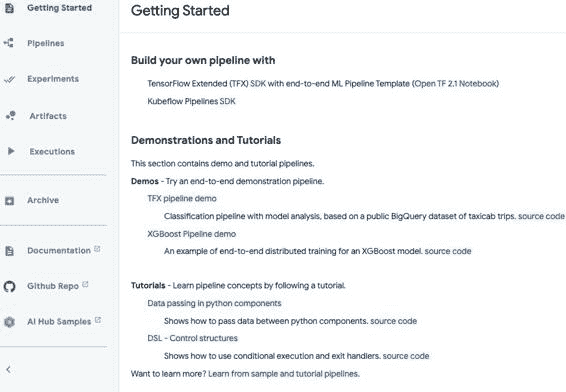 Getting Started
Pipelines
Experiments
Artifacts
Executions
Archive
Documentation
Github Repo
AI Hub Samples
Getting Started
Build your own pipeline with
TensorFlow Extended (TFX) SDK with end-to-end ML Pipeline Template (Open TF 2.1 Notebook)
Kubeflow Pipelines SDK
Demonstrations and Tutorials
This section contains demo and tutorial pipelines.
Demos - Try an end-to-end demonstration pipeline.
TFX pipeline demo
Classification pipeline with model analysis, based on a public BigQuery dataset of taxicab trips. source code
XGBoost Pipeline demo
An example of end-to-end distributed training for an XGBoost model. source code
Tutorials - Learn pipeline concepts by following a tutorial.
Data passing in python components
Shows how to pass data between python components. source code
DSL - Control structures
Shows how to use conditional execution and exit handlers. source code
Want to learn more? Learn from sample and tutorial pipelines.